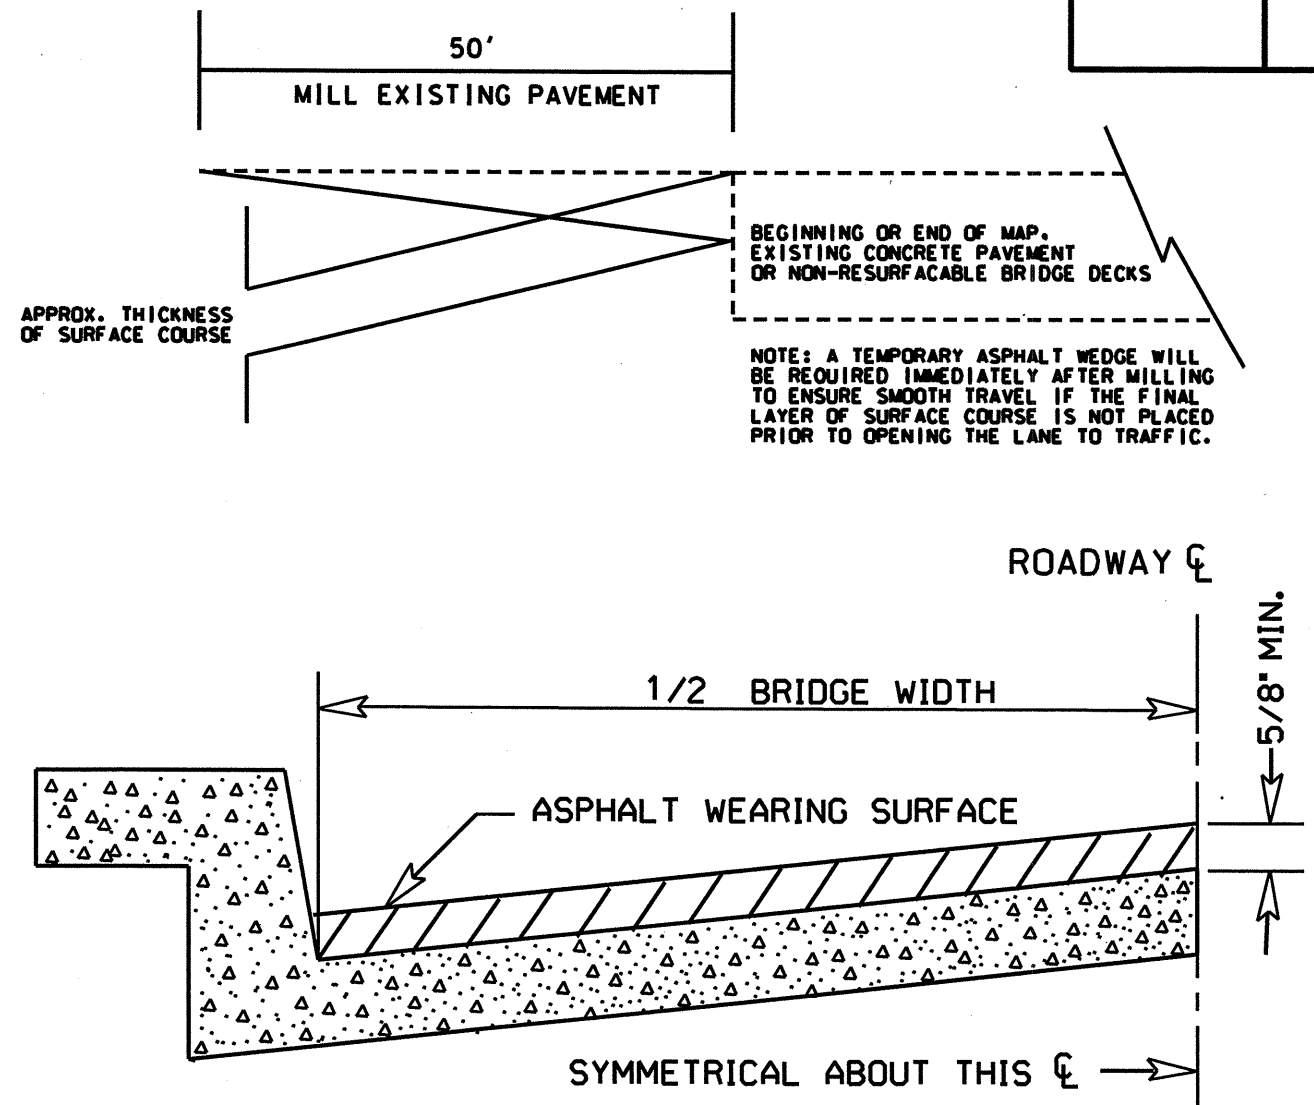 50'
MILL EXISTING PAVEMENT
BEGINNING OR END OF MAP.
EXISTING CONCRETE PAVEMENT
OR NON-RESURFACABLE BRIDGE DECKS
APPROX. THICKNESS
OF SURFACE COURSE
NOTE: A TEMPORARY ASPHALT WEDGE WILL
BE REQUIRED IMMEDIATELY AFTER MILLING
TO ENSURE SMOOTH TRAVEL IF THE FINAL
LAYER OF SURFACE COURSE IS NOT PLACED
PRIOR TO OPENING THE LANE TO TRAFFIC.
ROADWAY ℄
5/8" MIN.
1/2 BRIDGE WIDTH
ASPHALT WEARING SURFACE
SYMMETRICAL ABOUT THIS ℄